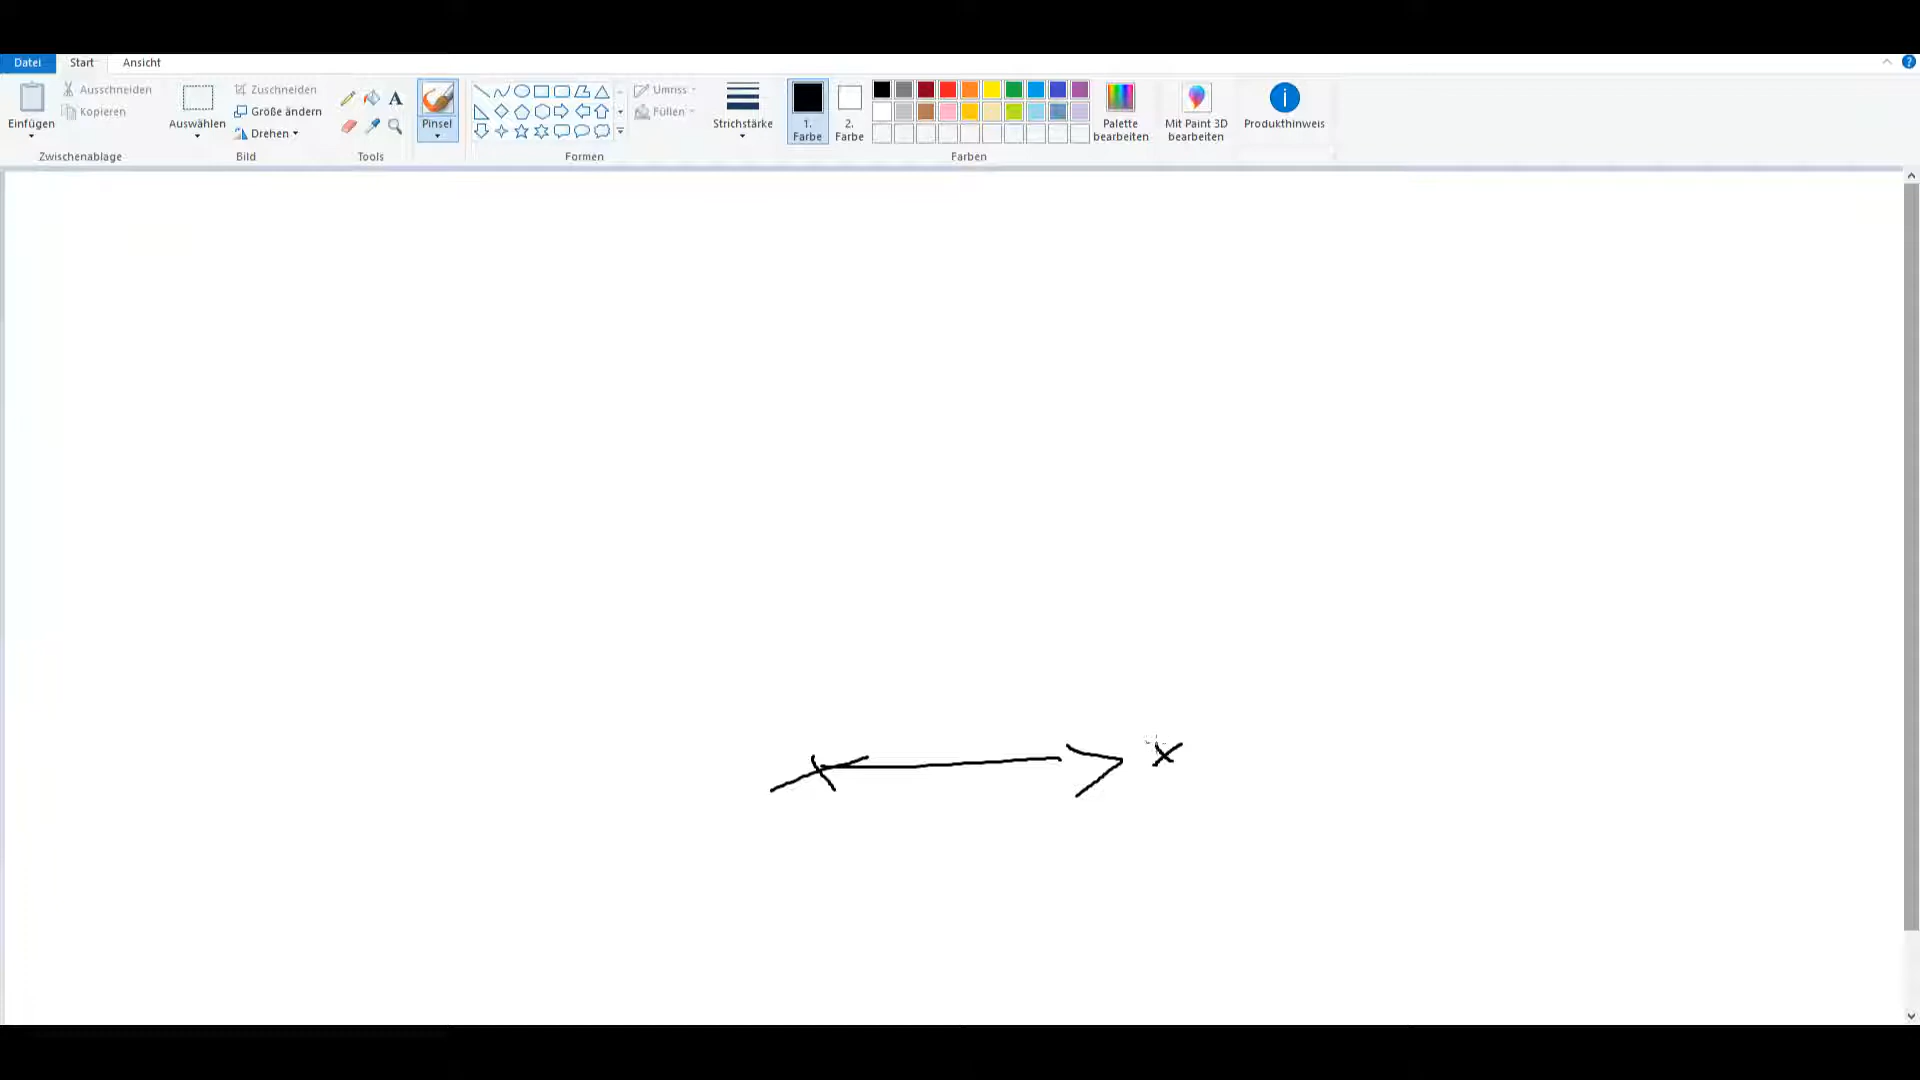 Datei Start Ansicht
Ausschneiden Zuschneiden Umriss
Kopieren Größe ändern Füllen
Einfügen Auswählen Drehen A Pinsel Strichstärke 1. Farbe 2. Farbe Palette bearbeiten Mit Paint 3D bearbeiten Produkthinweis
Zwischenablage Bild Tools Formen Farben
x